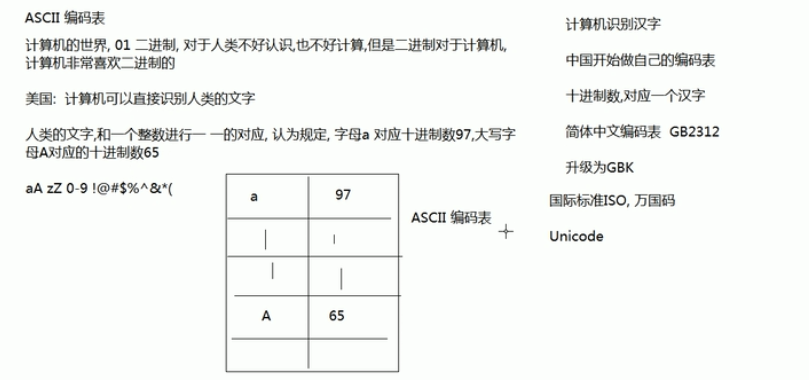 ASCII 编码表
计算机的世界, 01 二进制, 对于人类不好认识,也不好计算,但是二进制对于计算机,
计算机非常喜欢二进制的
美国: 计算机可以直接识别人类的文字
人类的文字,和一个整数进行一 一的对应, 认为规定, 字母a 对应十进制数97,大写字
母A对应的十进制数65
aA zZ 0-9 !@#$%^&*(
a 97
A 65
ASCII 编码表
计算机识别汉字
中国开始做自己的编码表
十进制数,对应一个汉字
简体中文编码表 GB2312
升级为GBK
国际标准ISO, 万国码
Unicode